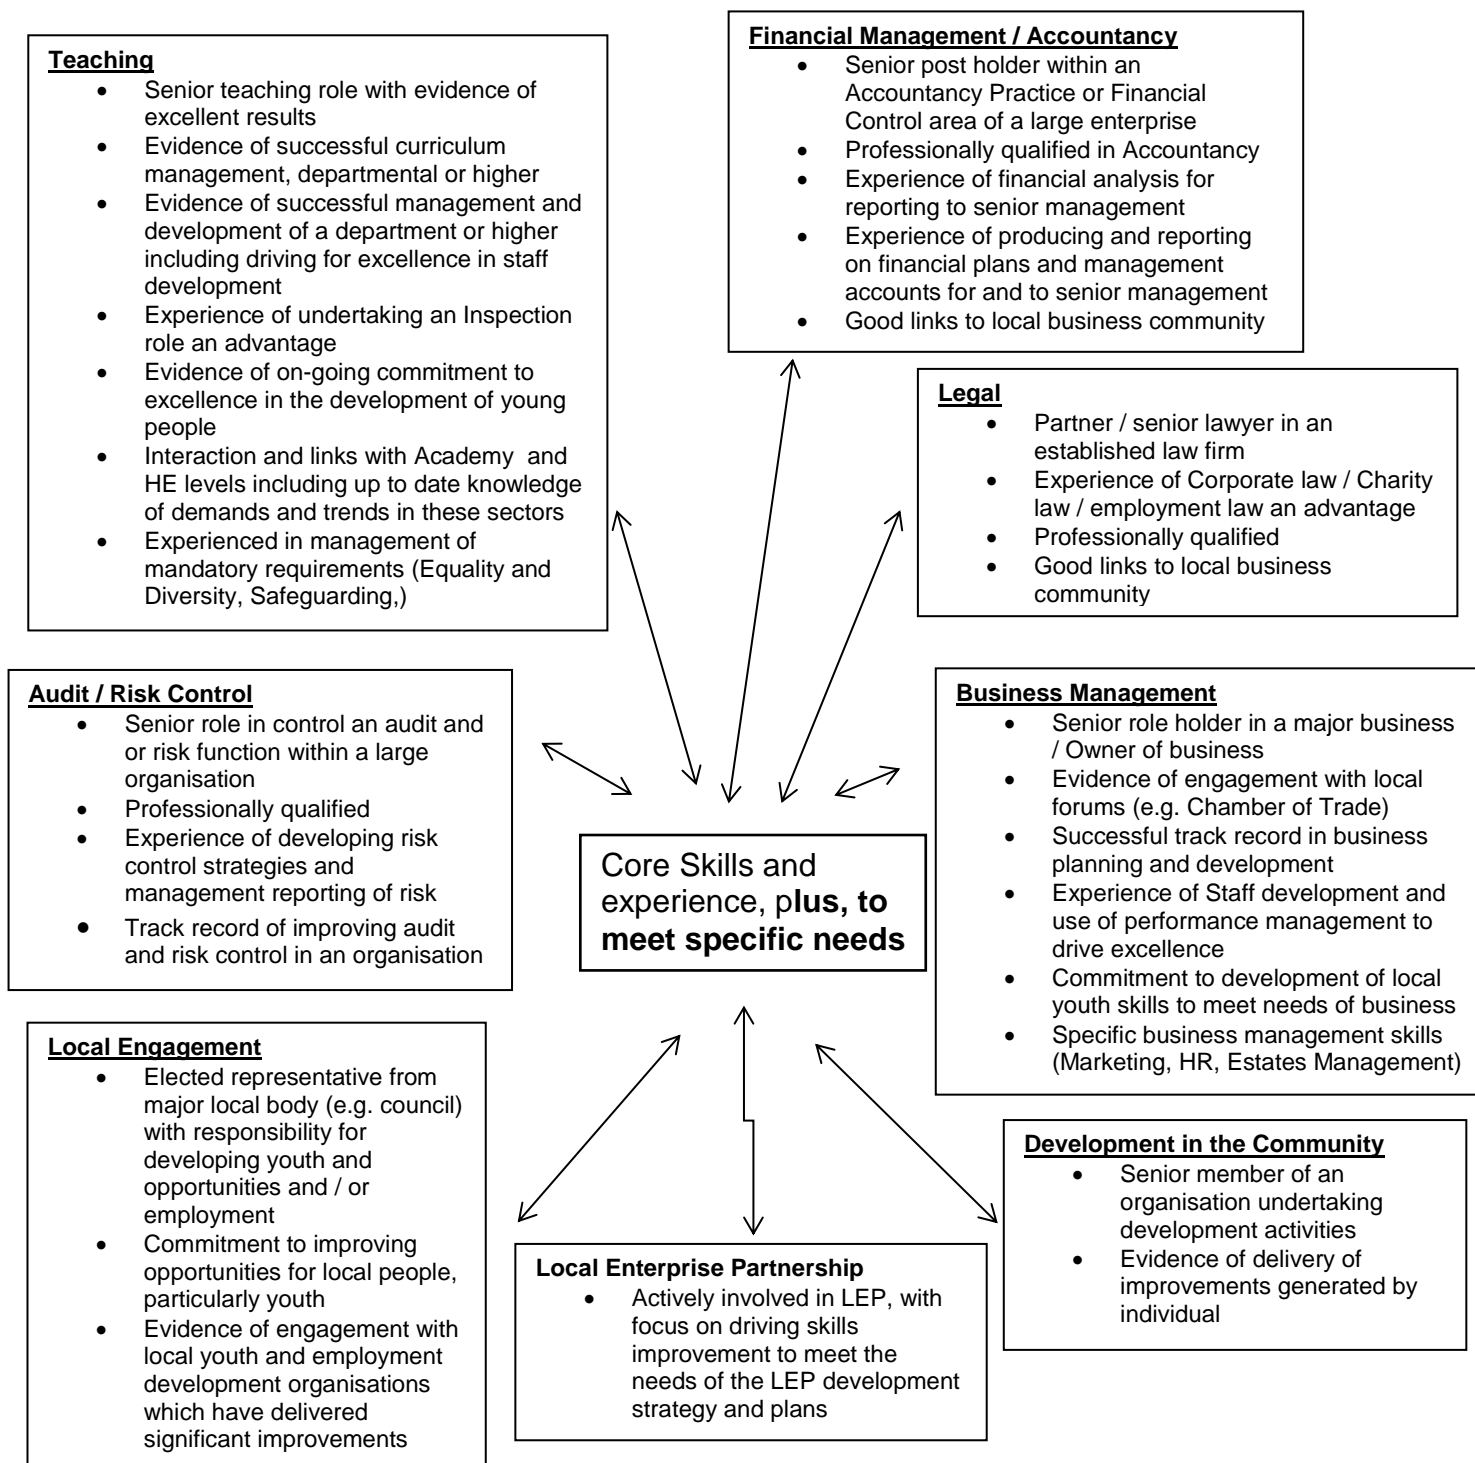 Teaching
• Senior teaching role with evidence of
excellent results
• Evidence of successful curriculum
management, departmental or higher
• Evidence of successful management and
development of a department or higher
including driving for excellence in staff
development
• Experience of undertaking an Inspection
role an advantage
• Evidence of on-going commitment to
excellence in the development of young
people
• Interaction and links with Academy and
HE levels including up to date knowledge
of demands and trends in these sectors
• Experienced in management of
mandatory requirements (Equality and
Diversity, Safeguarding,)
Financial Management / Accountancy
• Senior post holder within an
Accountancy Practice or Financial
Control area of a large enterprise
• Professionally qualified in Accountancy
• Experience of financial analysis for
reporting to senior management
• Experience of producing and reporting
on financial plans and management
accounts for and to senior management
• Good links to local business community
Legal
• Partner / senior lawyer in an
established law firm
• Experience of Corporate law / Charity
law / employment law an advantage
• Professionally qualified
• Good links to local business
community
Audit / Risk Control
• Senior role in control an audit and
or risk function within a large
organisation
• Professionally qualified
• Experience of developing risk
control strategies and
management reporting of risk
• Track record of improving audit
and risk control in an organisation
Core Skills and
experience, plus, to
meet specific needs
Business Management
• Senior role holder in a major business
/ Owner of business
• Evidence of engagement with local
forums (e.g. Chamber of Trade)
• Successful track record in business
planning and development
• Experience of Staff development and
use of performance management to
drive excellence
• Commitment to development of local
youth skills to meet needs of business
• Specific business management skills
(Marketing, HR, Estates Management)
Local Engagement
• Elected representative from
major local body (e.g. council)
with responsibility for
developing youth and
opportunities and / or
employment
• Commitment to improving
opportunities for local people,
particularly youth
• Evidence of engagement with
local youth and employment
development organisations
which have delivered
significant improvements
Local Enterprise Partnership
• Actively involved in LEP, with
focus on driving skills
improvement to meet the
needs of the LEP development
strategy and plans
Development in the Community
• Senior member of an
organisation undertaking
development activities
• Evidence of delivery of
improvements generated by
individual